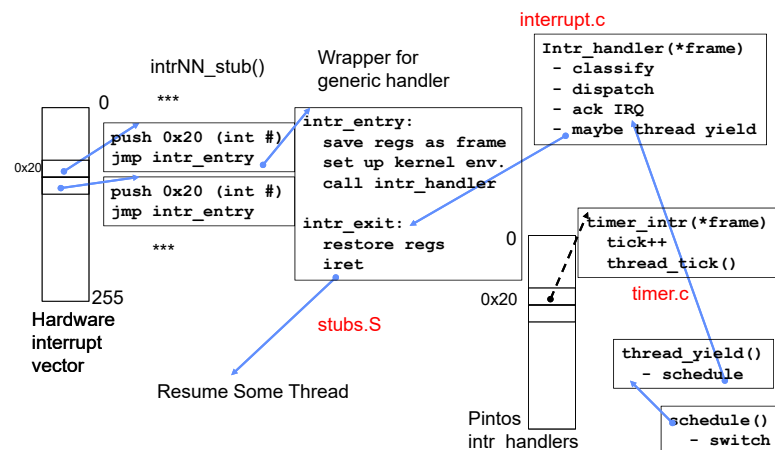 interrupt.c
Wrapper for
generic handler
intrNN_stub()
Intr_handler(*frame)
- classify
- dispatch
- ack IRQ
- maybe thread yield
0
***
push 0x20 (int #)
jmp intr_entry
0x20
push 0x20 (int #)
jmp intr_entry
***
255
Hardware
interrupt
vector
intr_entry:
save regs as frame
set up kernel env.
call intr_handler
intr_exit:
restore regs
iret
stubs.S
Resume Some Thread
0
0x20
Pintos
intr_handlers
timer_intr(*frame)
tick++
thread_tick()
timer.c
thread_yield()
- schedule
schedule()
- switch